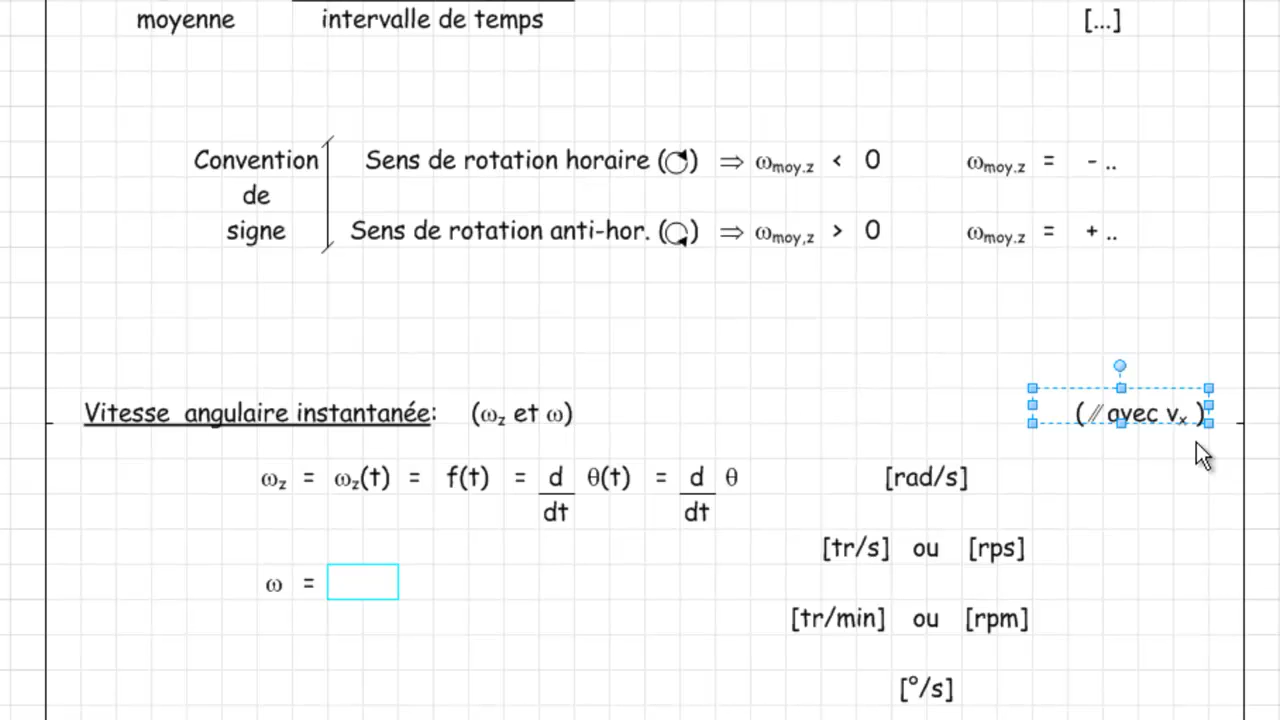 moyenne intervalle de temps [...]
Convention Sens de rotation horaire (↻) ⇒ ωmoy.z < 0 ωmoy.z = - ..
de
signe Sens de rotation anti-hor. (↺) ⇒ ωmoy,z > 0 ωmoy.z = + ..
Vitesse angulaire instantanée: (ωz et ω) ( // avec vx )
ωz = ωz(t) = f(t) = d θ(t) = d θ [rad/s]
dt dt
[tr/s] ou [rps]
ω =
[tr/min] ou [rpm]
[°/s]